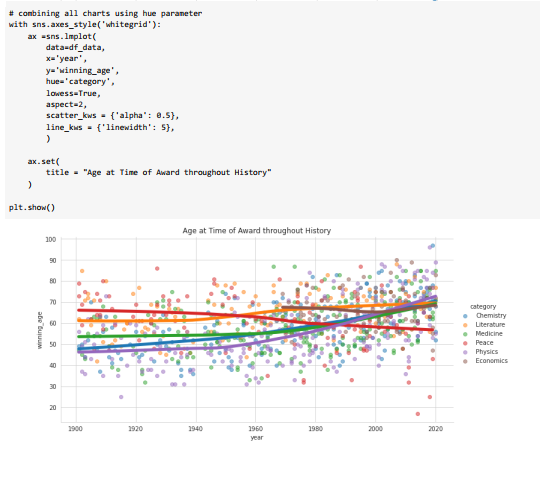 # combining all charts using hue parameter
with sns.axes_style('whitegrid'):
    ax =sns.lmplot(
        data=df_data,
        x='year',
        y='winning_age',
        hue='category',
        lowess=True,
        aspect=2,
        scatter_kws = {'alpha': 0.5},
        line_kws = {'linewidth': 5},
        )
    ax.set(
        title = "Age at Time of Award throughout History"
    )
plt.show()
Age at Time of Award throughout History
100
90
80
70
60
50
40
30
20
winning_age
1900 1920 1940 1960 1980 2000 2020
year
category
Chemistry
Literature
Medicine
Peace
Physics
Economics